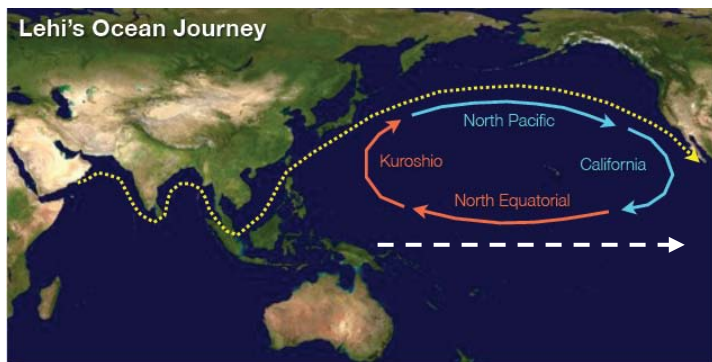 Lehi's Ocean Journey
North Pacific
Kuroshio
California
North Equatorial